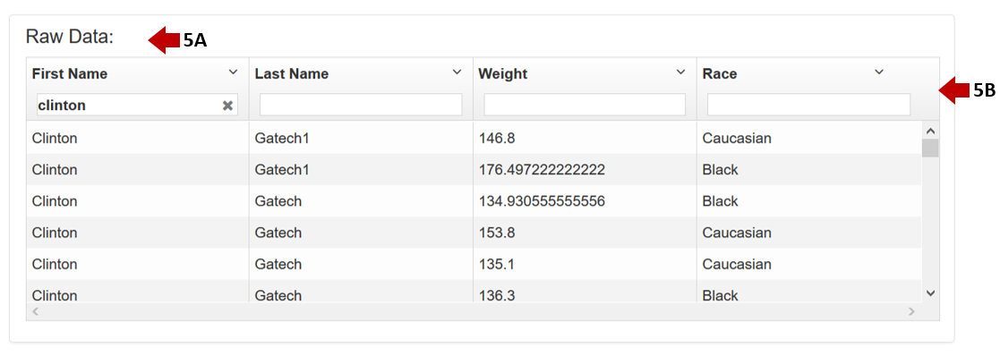 Raw Data:
5A
First Name Last Name Weight Race
5B
clinton
Clinton Gatech1 146.8 Caucasian
Clinton Gatech1 176.497222222222 Black
Clinton Gatech 134.930555555556 Black
Clinton Gatech 153.8 Caucasian
Clinton Gatech 135.1 Caucasian
Clinton Gatech 136.3 Black